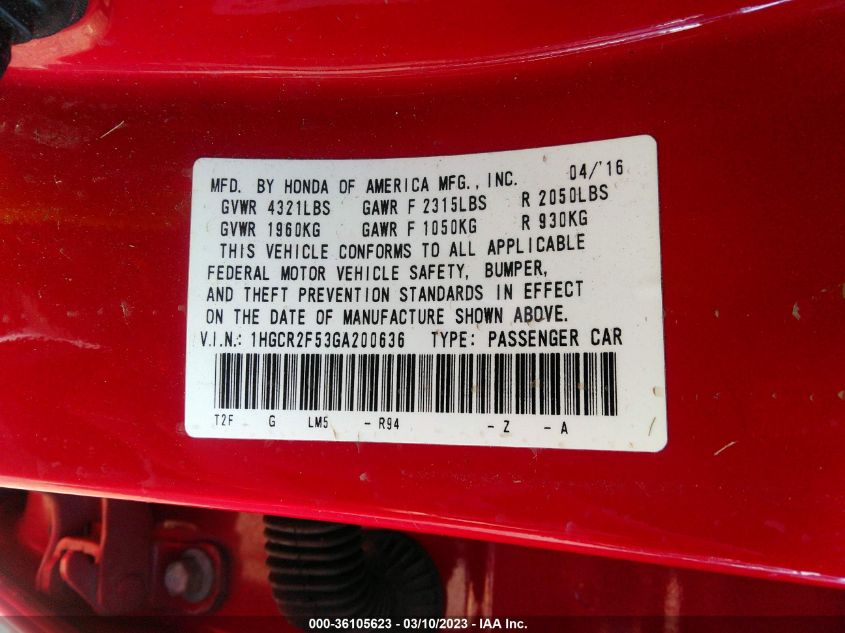 MFD. BY HONDA OF AMERICA MFG., INC. 04/'16
GVWR 4321LBS GAWR F 2315LBS R 2050LBS
GVWR 1960KG GAWR F 1050KG R 930KG
THIS VEHICLE CONFORMS TO ALL APPLICABLE
FEDERAL MOTOR VEHICLE SAFETY, BUMPER,
AND THEFT PREVENTION STANDARDS IN EFFECT
ON THE DATE OF MANUFACTURE SHOWN ABOVE.
V.I.N.: 1HGCR2F53GA200636 TYPE: PASSENGER CAR
T2F G LM5 - R94 - Z - A
000-36105623 - 03/10/2023 - IAA Inc.